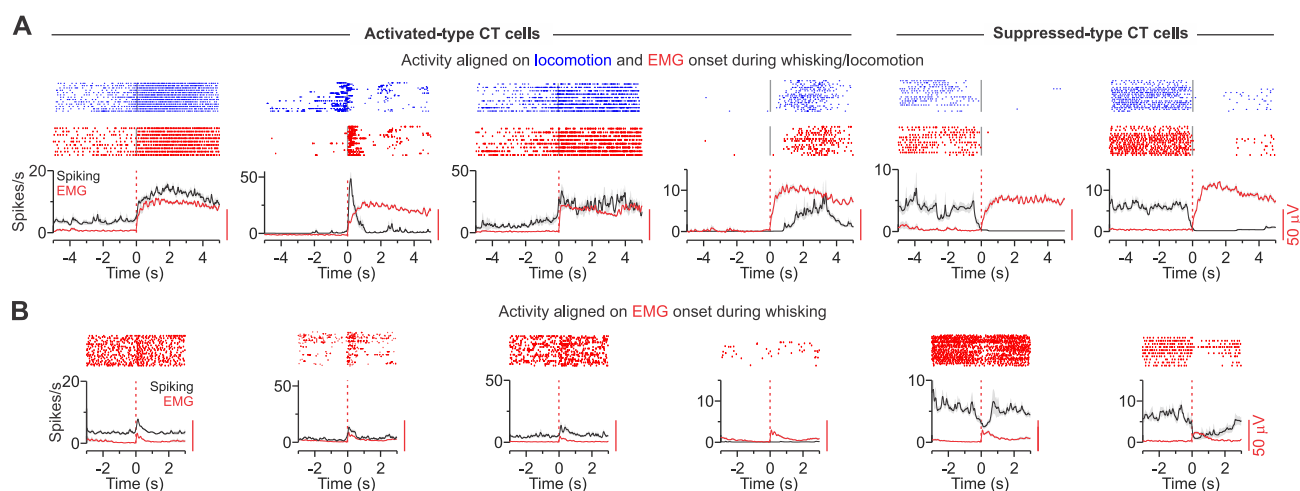 A
Activated-type CT cells
Suppressed-type CT cells
Activity aligned on locomotion and EMG onset during whisking/locomotion
20
10
0
Spikes/s
Spiking
EMG
-4 -2 0 2 4
Time (s)
50
25
0
-4 -2 0 2 4
Time (s)
50
25
0
-4 -2 0 2 4
Time (s)
10
0
-4 -2 0 2 4
Time (s)
10
0
-4 -2 0 2 4
Time (s)
10
0
-4 -2 0 2 4
Time (s)
50 µV
B
Activity aligned on EMG onset during whisking
20
0
Spikes/s
Spiking
EMG
-2 0 2
Time (s)
50
0
-2 0 2
Time (s)
50
0
-2 0 2
Time (s)
10
0
-2 0 2
Time (s)
10
0
-2 0 2
Time (s)
10
0
-2 0 2
Time (s)
50 µV